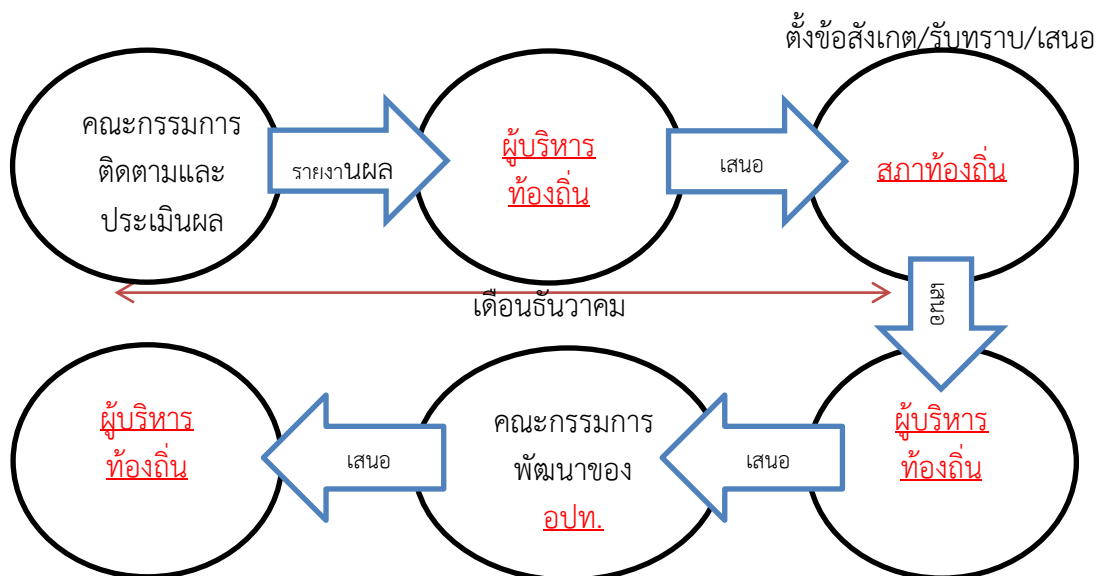 ตั้งข้อสังเกต/รับทราบ/เสนอ
คณะกรรมการ
ติดตามและ
ประเมินผล
รายงานผล
ผู้บริหาร
ท้องถิ่น
เสนอ
สภาท้องถิ่น
เดือนธันวาคม
เสนอ
ผู้บริหาร
ท้องถิ่น
เสนอ
คณะกรรมการ
พัฒนาของ
อปท.
เสนอ
ผู้บริหาร
ท้องถิ่น